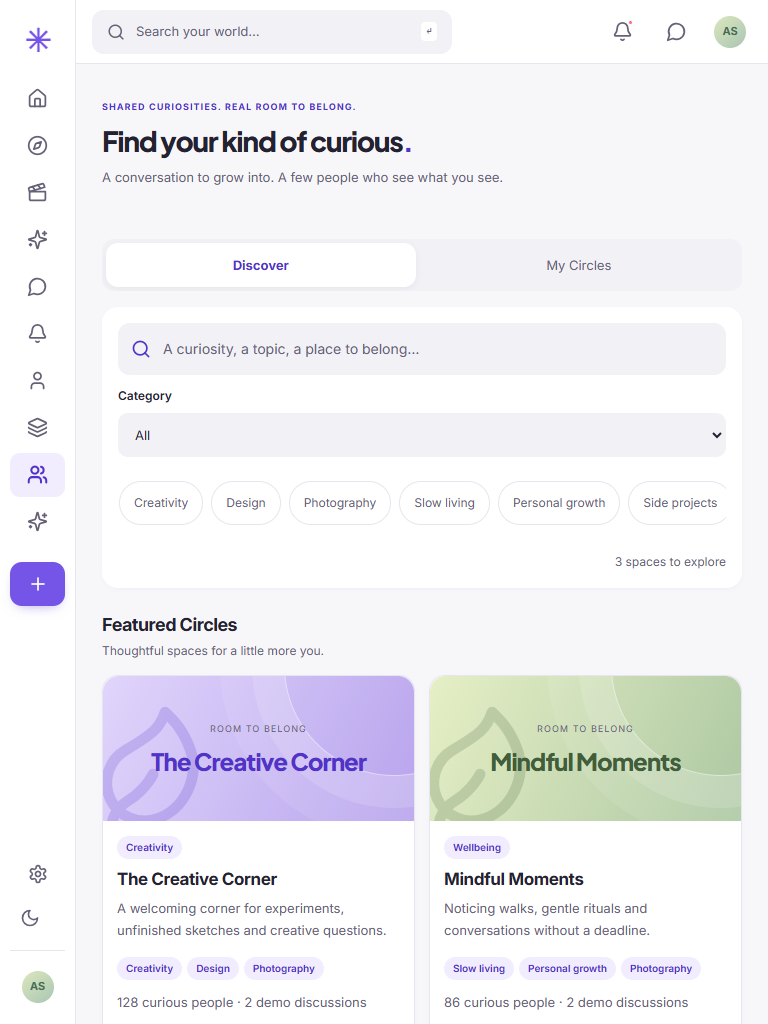 Search your world...
AS
SHARED CURIOSITIES. REAL ROOM TO BELONG.
Find your kind of curious.
A conversation to grow into. A few people who see what you see.
Discover
My Circles
A curiosity, a topic, a place to belong...
Category
All
Creativity
Design
Photography
Slow living
Personal growth
Side projects
3 spaces to explore
Featured Circles
Thoughtful spaces for a little more you.
ROOM TO BELONG
The Creative Corner
Creativity
The Creative Corner
A welcoming corner for experiments,
unfinished sketches and creative questions.
Creativity
Design
Photography
128 curious people · 2 demo discussions
ROOM TO BELONG
Mindful Moments
Wellbeing
Mindful Moments
Noticing walks, gentle rituals and
conversations without a deadline.
Slow living
Personal growth
Photography
86 curious people · 2 demo discussions
AS